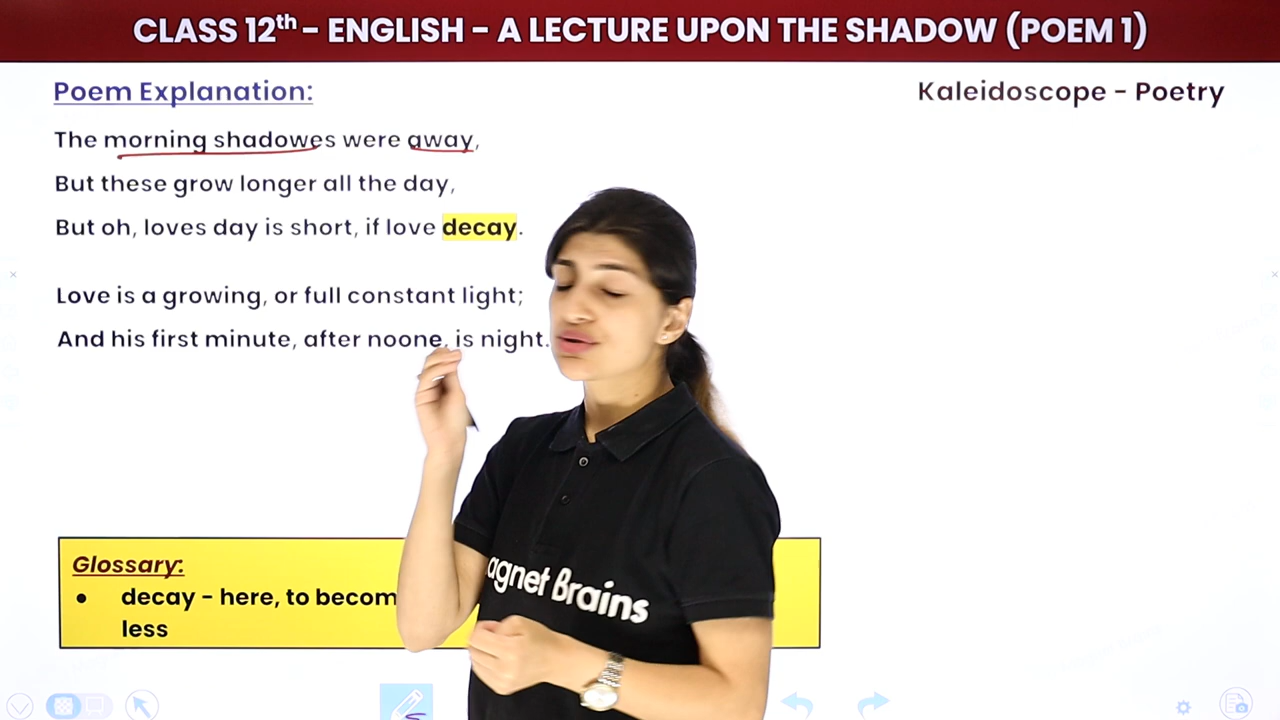 CLASS 12th – ENGLISH – A LECTURE UPON THE SHADOW (POEM 1)
Poem Explanation:
Kaleidoscope - Poetry
The morning shadowes were away,
But these grow longer all the day,
But oh, loves day is short, if love decay.
Love is a growing, or full constant light;
And his first minute, after noone, is night.
Glossary:
● decay - here, to becom
less
agnet Brains